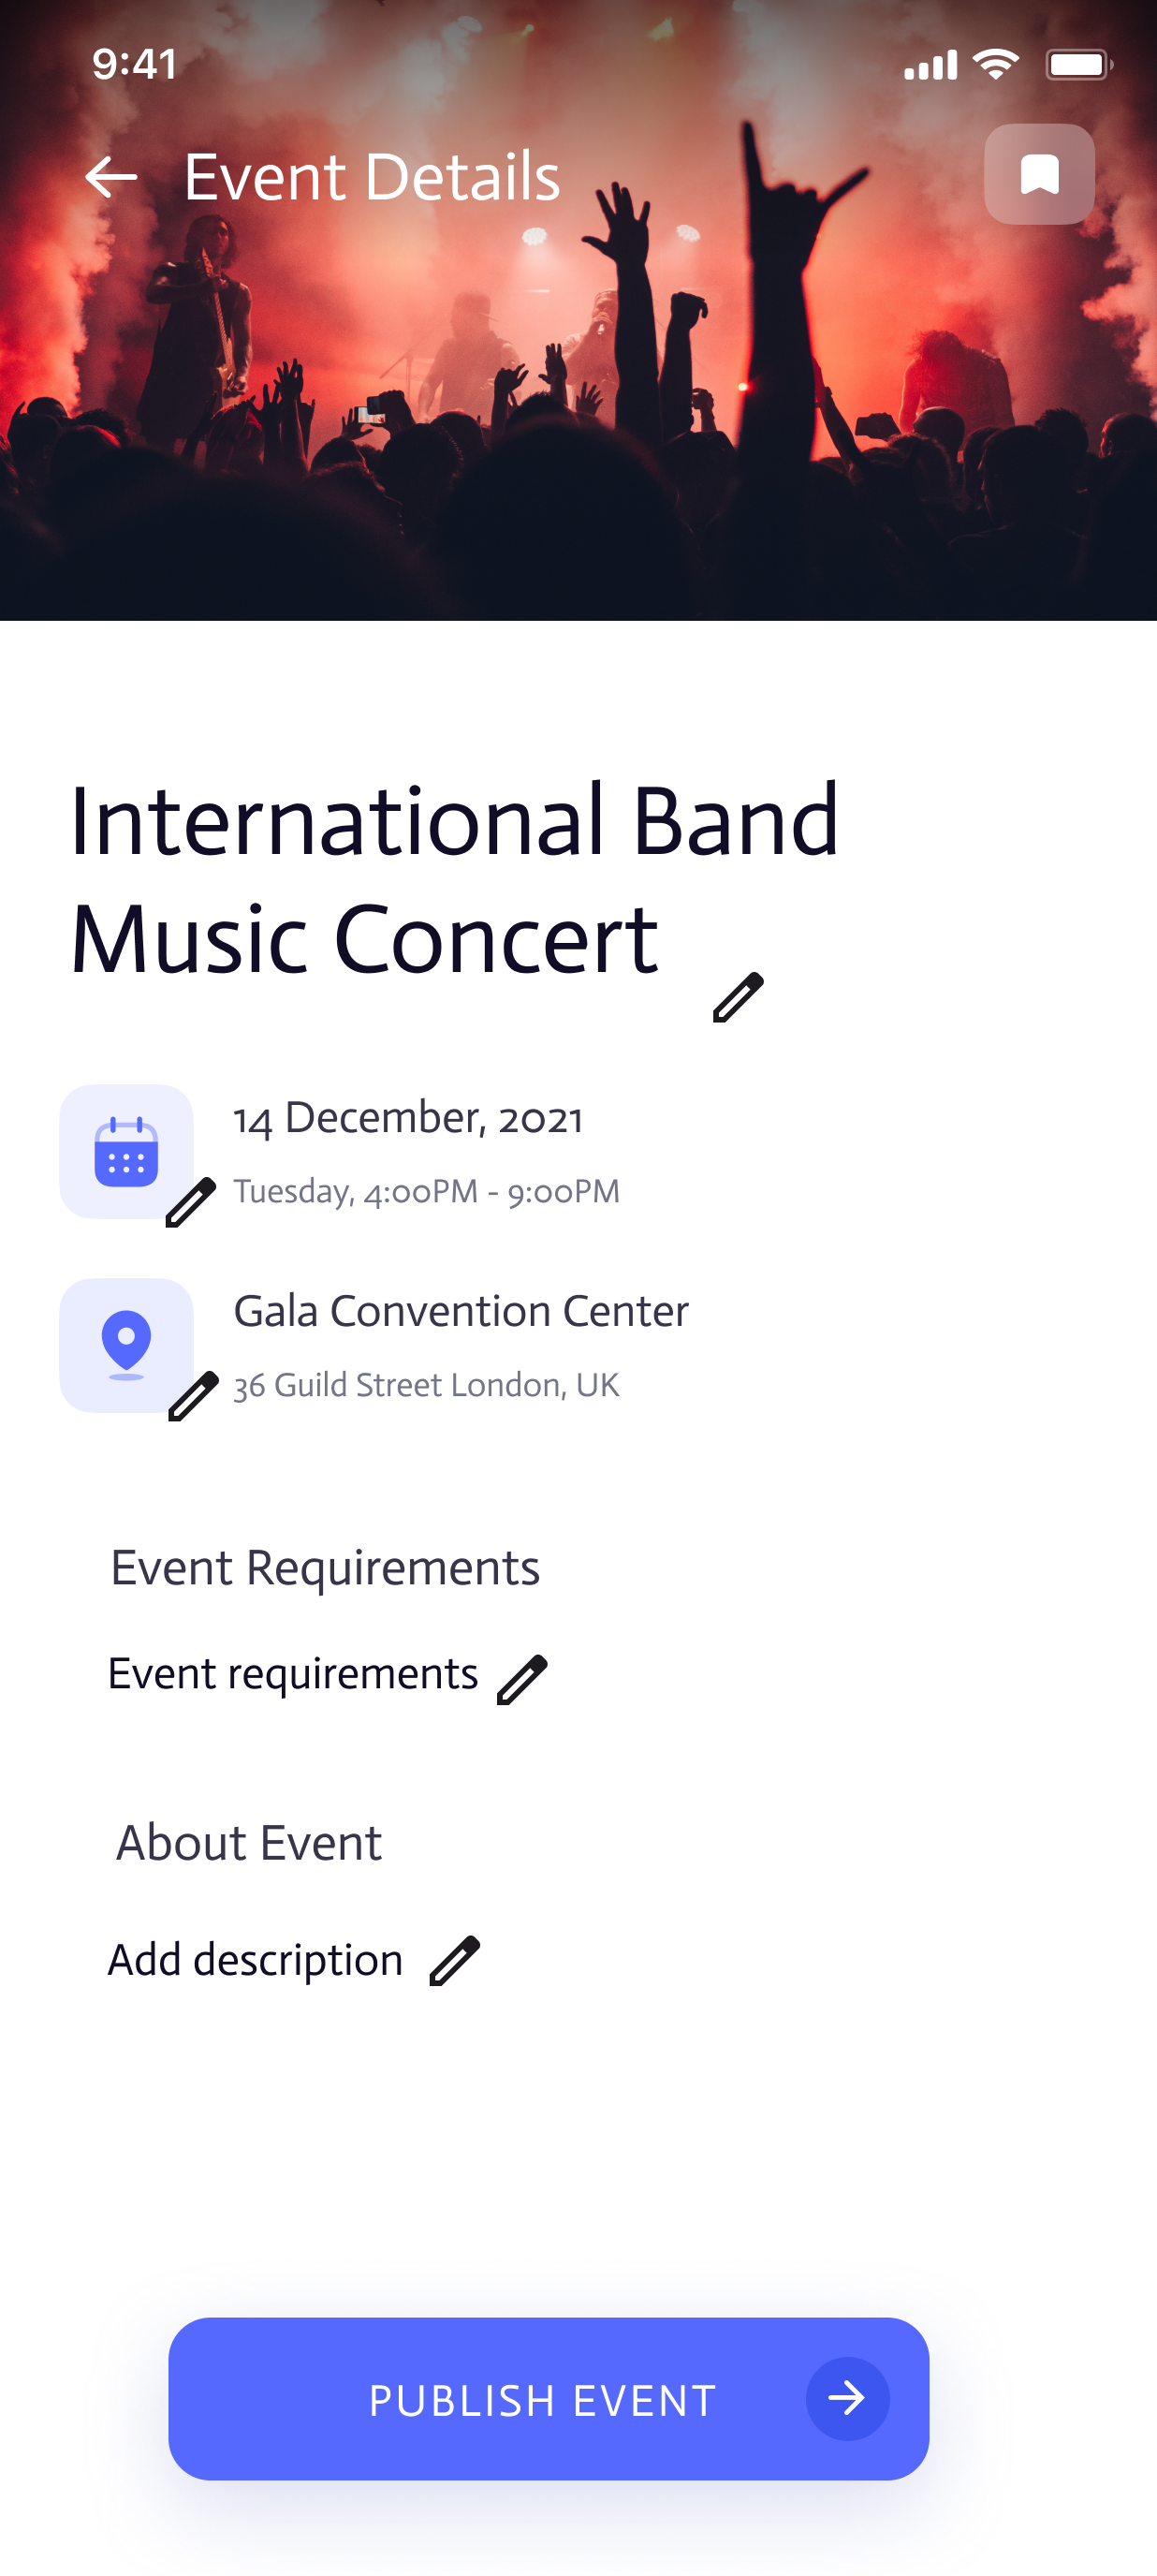 9:41
Event Details
International Band
Music Concert
14 December, 2021
Tuesday, 4:00PM - 9:00PM
Gala Convention Center
36 Guild Street London, UK
Event Requirements
Event requirements
About Event
Add description
PUBLISH EVENT